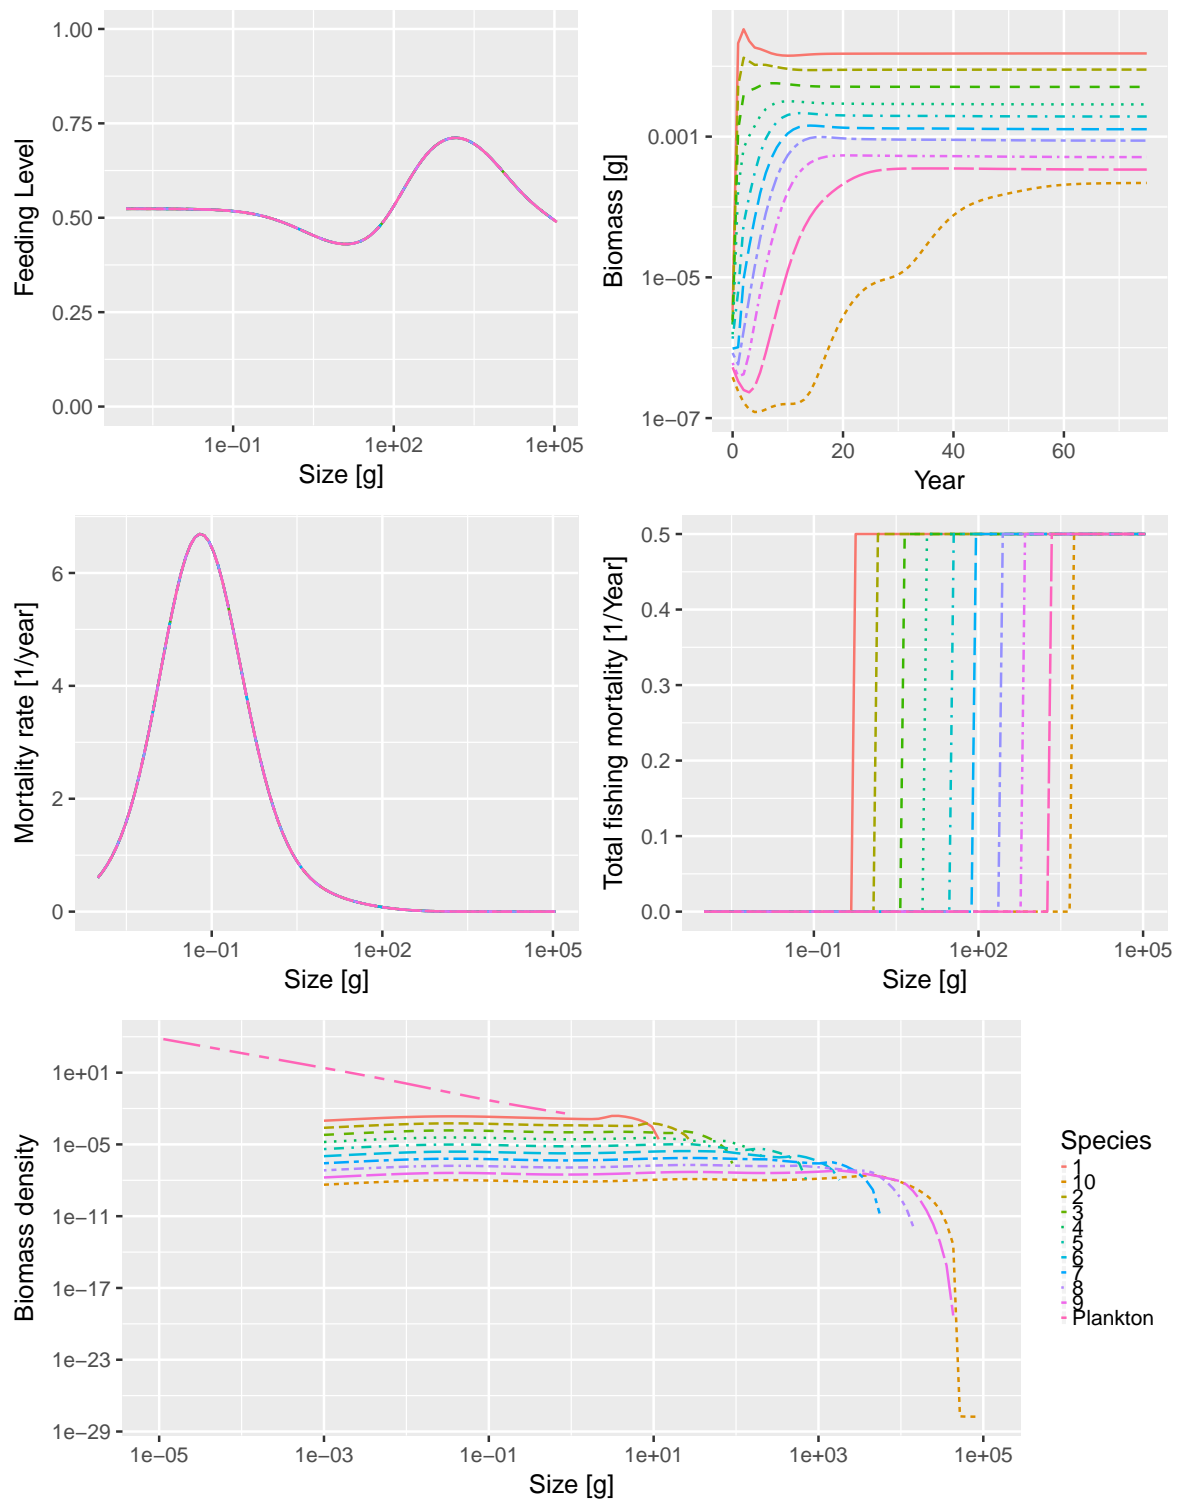 1.00
0.75
0.50
0.25
0.00
Feeding Level
1e−01 1e+02 1e+05
Size [g]
0.001
1e−05
1e−07
Biomass [g]
0 20 40 60
Year
6
4
2
0
Mortality rate [1/year]
1e−01 1e+02 1e+05
Size [g]
0.5
0.4
0.3
0.2
0.1
0.0
Total fishing mortality [1/Year]
1e−01 1e+02 1e+05
Size [g]
1e+01
1e−05
1e−11
1e−17
1e−23
1e−29
Biomass density
1e−05 1e−03 1e−01 1e+01 1e+03 1e+05
Size [g]
Species
1
10
2
3
4
5
6
7
8
9
Plankton